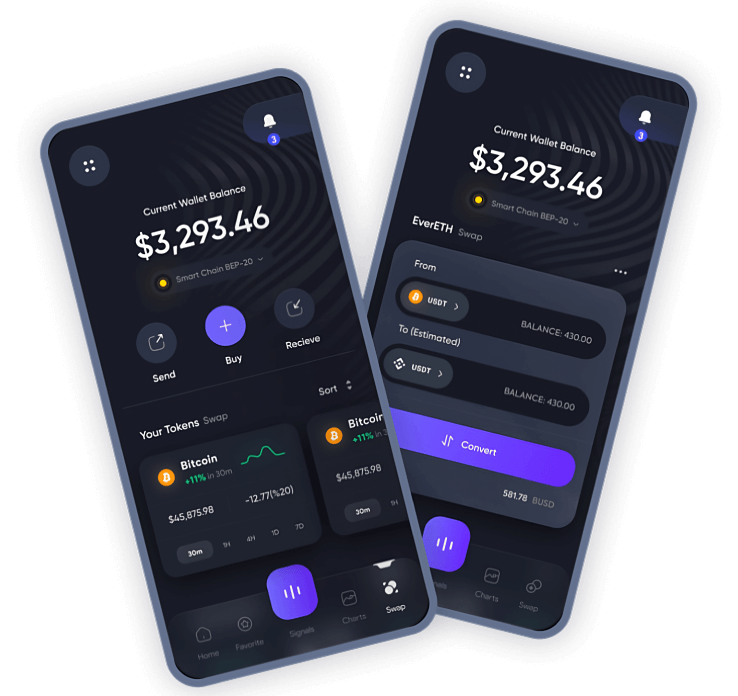 3
Current Wallet Balance
$3,293.46
Smart Chain BEP-20
Send
Buy
Recieve
Sort
Your Tokens Swap
Bitcoin
+11% in 30m
$45,875.98
-12.77(%20)
30m 1H 4H 1D 7D
Bitcoin
+11% in 3
$45,875.98
30m 1H
Home
Favorite
Signals
Charts
Swap
3
Current Wallet Balance
$3,293.46
Smart Chain BEP-20
EverETH Swap
From
USDT
BALANCE: 430.00
To (Estimated)
USDT
BALANCE: 430.00
Convert
581.78 BUSD
Charts
Swap